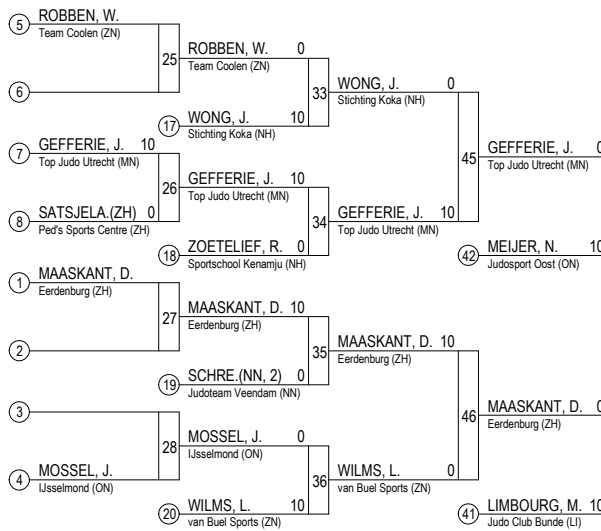 5 ROBBEN, W.
Team Coolen (ZN)
25 ROBBEN, W. 0
Team Coolen (ZN)
6
33 WONG, J. 0
Stichting Koka (NH)
17 WONG, J. 10
Stichting Koka (NH)
7 GEFFERIE, J. 10
Top Judo Utrecht (MN)
45 GEFFERIE, J. 0
Top Judo Utrecht (MN)
26 GEFFERIE, J. 10
Top Judo Utrecht (MN)
8 SATSJELA.(ZH) 0
Ped's Sports Centre (ZH)
34 GEFFERIE, J. 10
Top Judo Utrecht (MN)
18 ZOETELIEF, R. 0
Sportschool Kenamju (NH)
42 MEIJER, N. 10
Judosport Oost (ON)
1 MAASKANT, D.
Eerdenburg (ZH)
27 MAASKANT, D. 10
Eerdenburg (ZH)
2
35 MAASKANT, D. 10
Eerdenburg (ZH)
19 SCHRE.(NN, 2) 0
Judoteam Veendam (NN)
3
46 MAASKANT, D. 0
Eerdenburg (ZH)
28 MOSSEL, J. 0
IJsselmond (ON)
4 MOSSEL, J.
IJsselmond (ON)
36 WILMS, L. 0
van Buel Sports (ZN)
20 WILMS, L. 10
van Buel Sports (ZN)
41 LIMBOURG, M. 10
Judo Club Bunde (LI)